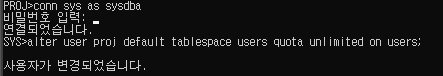 PROJ>conn sys as sysdba
비밀번호 입력:
연결되었습니다.
SYS>alter user proj default tablespace users quota unlimited on users;
사용자가 변경되었습니다.